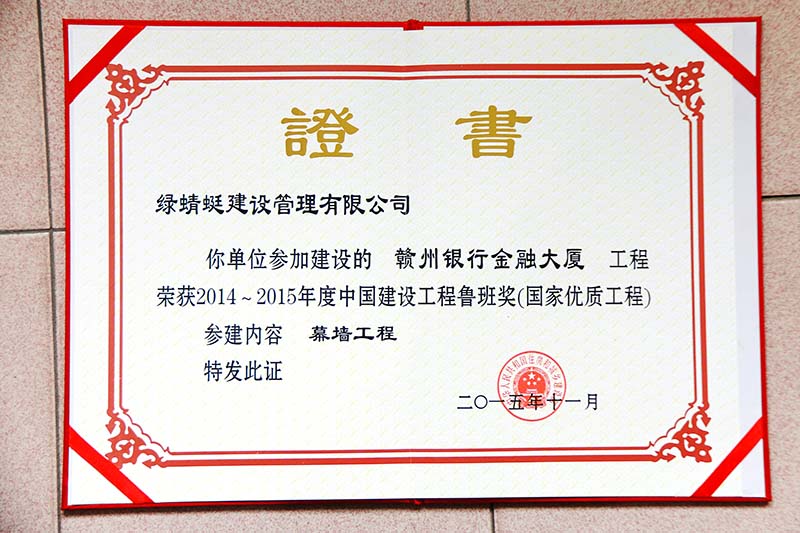 證書
绿蜻蜓建设管理有限公司
你单位参加建设的 赣州银行金融大厦 工程
荣获2014～2015年度中国建设工程鲁班奖(国家优质工程)
参建内容 幕墙工程
特发此证
二〇一五年十一月